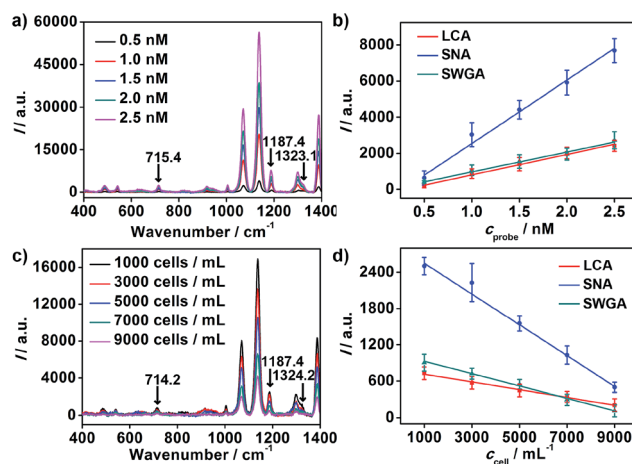 a)
60000
45000
30000
15000
0
I / a.u.
0.5 nM
1.0 nM
1.5 nM
2.0 nM
2.5 nM
715.4
1187.4
1323.1
400 600 800 1000 1200 1400
Wavenumber / cm⁻¹
b)
8000
6000
4000
2000
0
I / a.u.
LCA
SNA
SWGA
0.5 1.0 1.5 2.0 2.5
c_probe / nM
c)
16000
12000
8000
4000
0
I / a.u.
1000 cells / mL
3000 cells / mL
5000 cells / mL
7000 cells / mL
9000 cells / mL
714.2
1187.4
1324.2
400 600 800 1000 1200 1400
Wavenumber / cm⁻¹
d)
2400
1800
1200
600
0
I / a.u.
LCA
SNA
SWGA
1000 3000 5000 7000 9000
c_cell / mL⁻¹